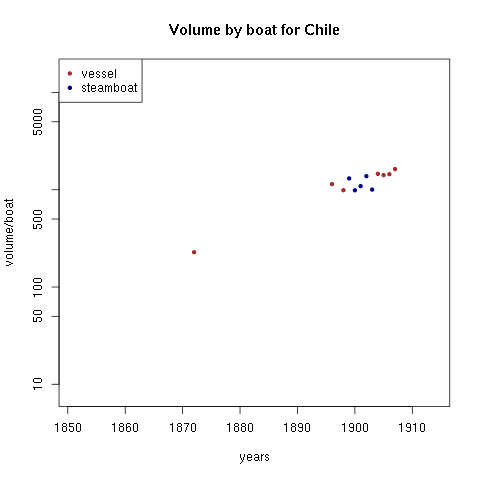 Volume by boat for Chile
vessel
steamboat
volume/boat
5000
500
100
50
10
1850 1860 1870 1880 1890 1900 1910
years